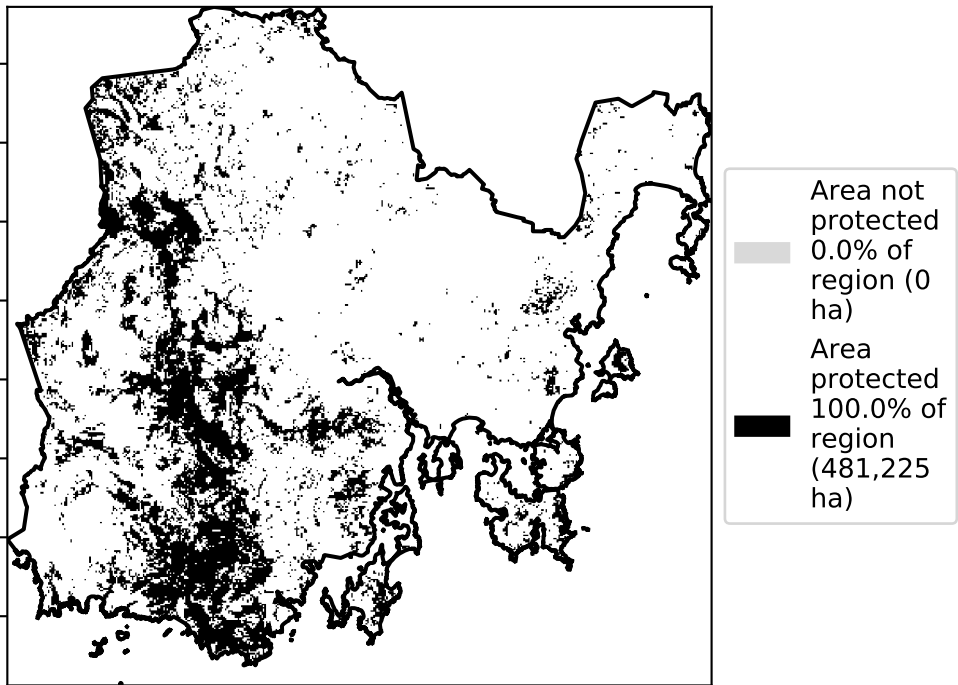 Area not
protected
0.0% of
region (0
ha)
Area
protected
100.0% of
region
(481,225
ha)